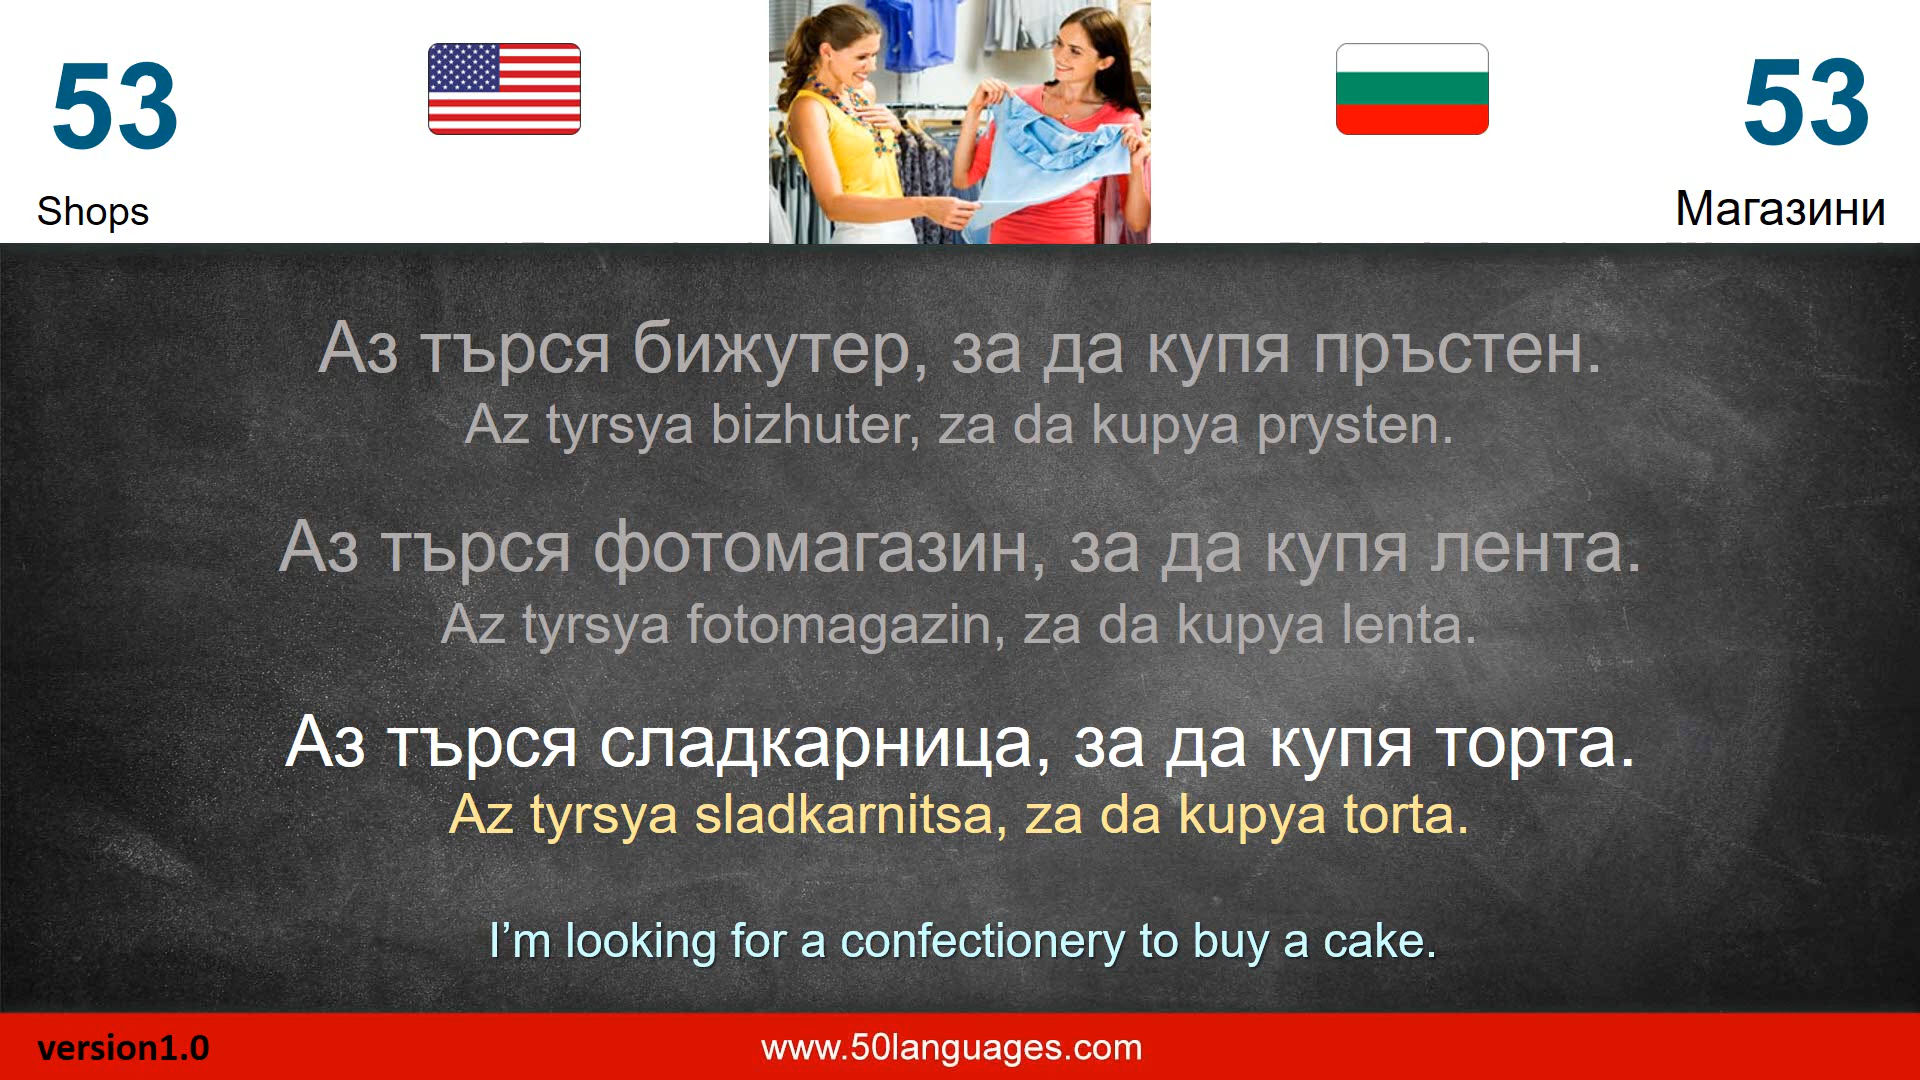 53
53
Shops
Магазини
Аз търся бижутер, за да купя пръстен.
Az tyrsya bizhuter, za da kupya prysten.
Аз търся фотомагазин, за да купя лента.
Az tyrsya fotomagazin, za da kupya lenta.
Аз търся сладкарница, за да купя торта.
Az tyrsya sladkarnitsa, za da kupya torta.
I’m looking for a confectionery to buy a cake.
version1.0
www.50languages.com